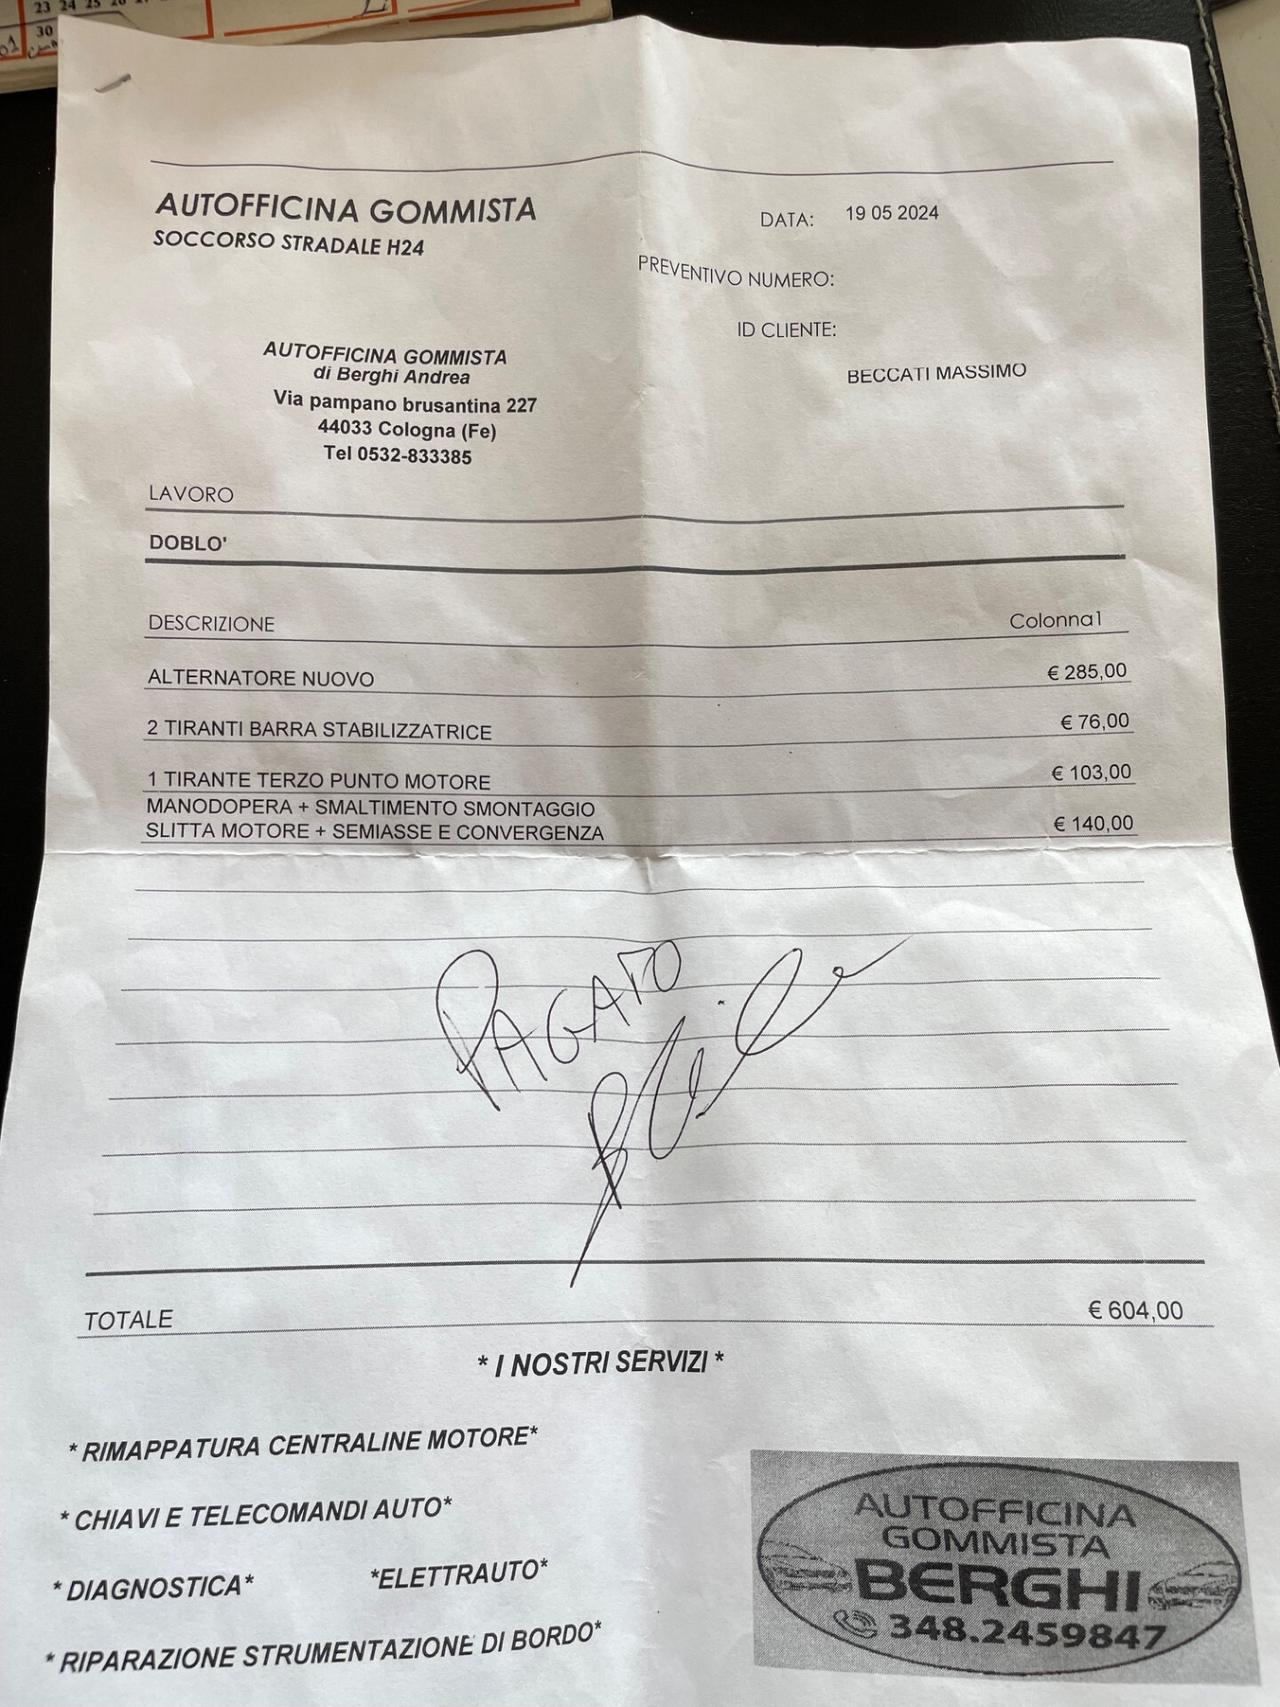 23 24 25
30
AUTOFFICINA GOMMISTA
SOCCORSO STRADALE H24
DATA: 19 05 2024
PREVENTIVO NUMERO:
ID CLIENTE:
BECCATI MASSIMO
AUTOFFICINA GOMMISTA
di Berghi Andrea
Via pampano brusantina 227
44033 Cologna (Fe)
Tel 0532-833385
LAVORO
DOBLO'
DESCRIZIONE Colonna1
ALTERNATORE NUOVO € 285,00
2 TIRANTI BARRA STABILIZZATRICE € 76,00
1 TIRANTE TERZO PUNTO MOTORE € 103,00
MANODOPERA + SMALTIMENTO SMONTAGGIO
SLITTA MOTORE + SEMIASSE E CONVERGENZA € 140,00
PAGATO
TOTALE € 604,00
* I NOSTRI SERVIZI *
*RIMAPPATURA CENTRALINE MOTORE*
*CHIAVI E TELECOMANDI AUTO*
*DIAGNOSTICA* *ELETTRAUTO*
*RIPARAZIONE STRUMENTAZIONE DI BORDO*
AUTOFFICINA
GOMMISTA
BERGHI
348.2459847